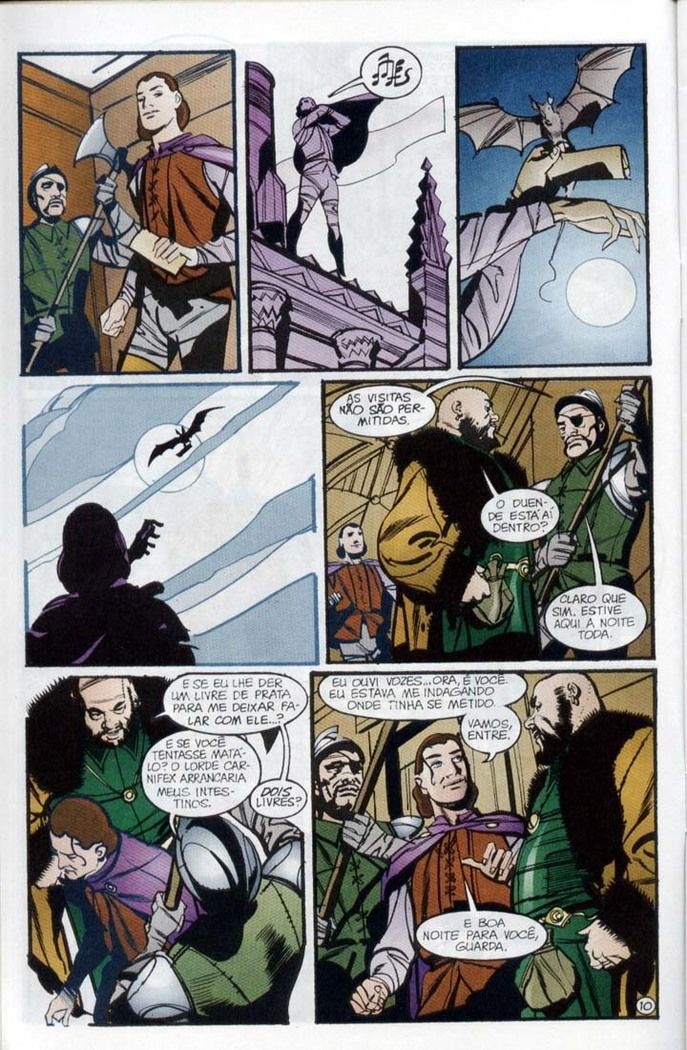 AS VISITAS
NÃO SÃO PER-
MITIDAS.
O DUEN-
DE ESTÁ AÍ
DENTRO?
CLARO QUE
SIM. ESTIVE
AQUI A NOITE
TODA.
E SE EU LHE DER
UM LIVRE DE PRATA
PARA ME DEIXAR FA-
LAR COM ELE...?
E SE VOCÊ
TENTASSE MATÁ-
LO? O LORDE CAR-
NIFEX ARRANCARIA
MEUS INTES-
TINOS.
DOIS
LIVRES?
EU OUVI VOZES...ORA, É VOCÊ.
EU ESTAVA ME INDAGANDO
ONDE TINHA SE METIDO.
VAMOS,
ENTRE.
E BOA
NOITE PARA VOCÊ,
GUARDA.
10